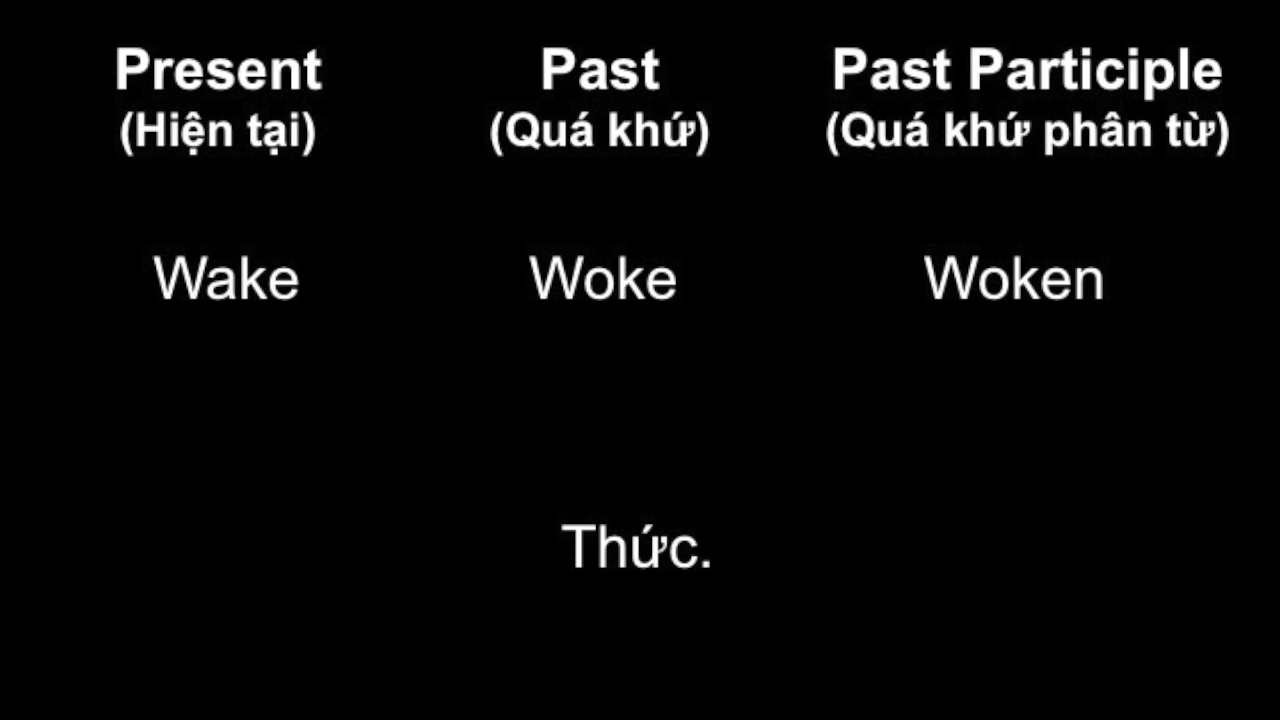 Present Past Past Participle
(Hiện tại) (Quá khứ) (Quá khứ phân từ)
Wake Woke Woken
Thức.